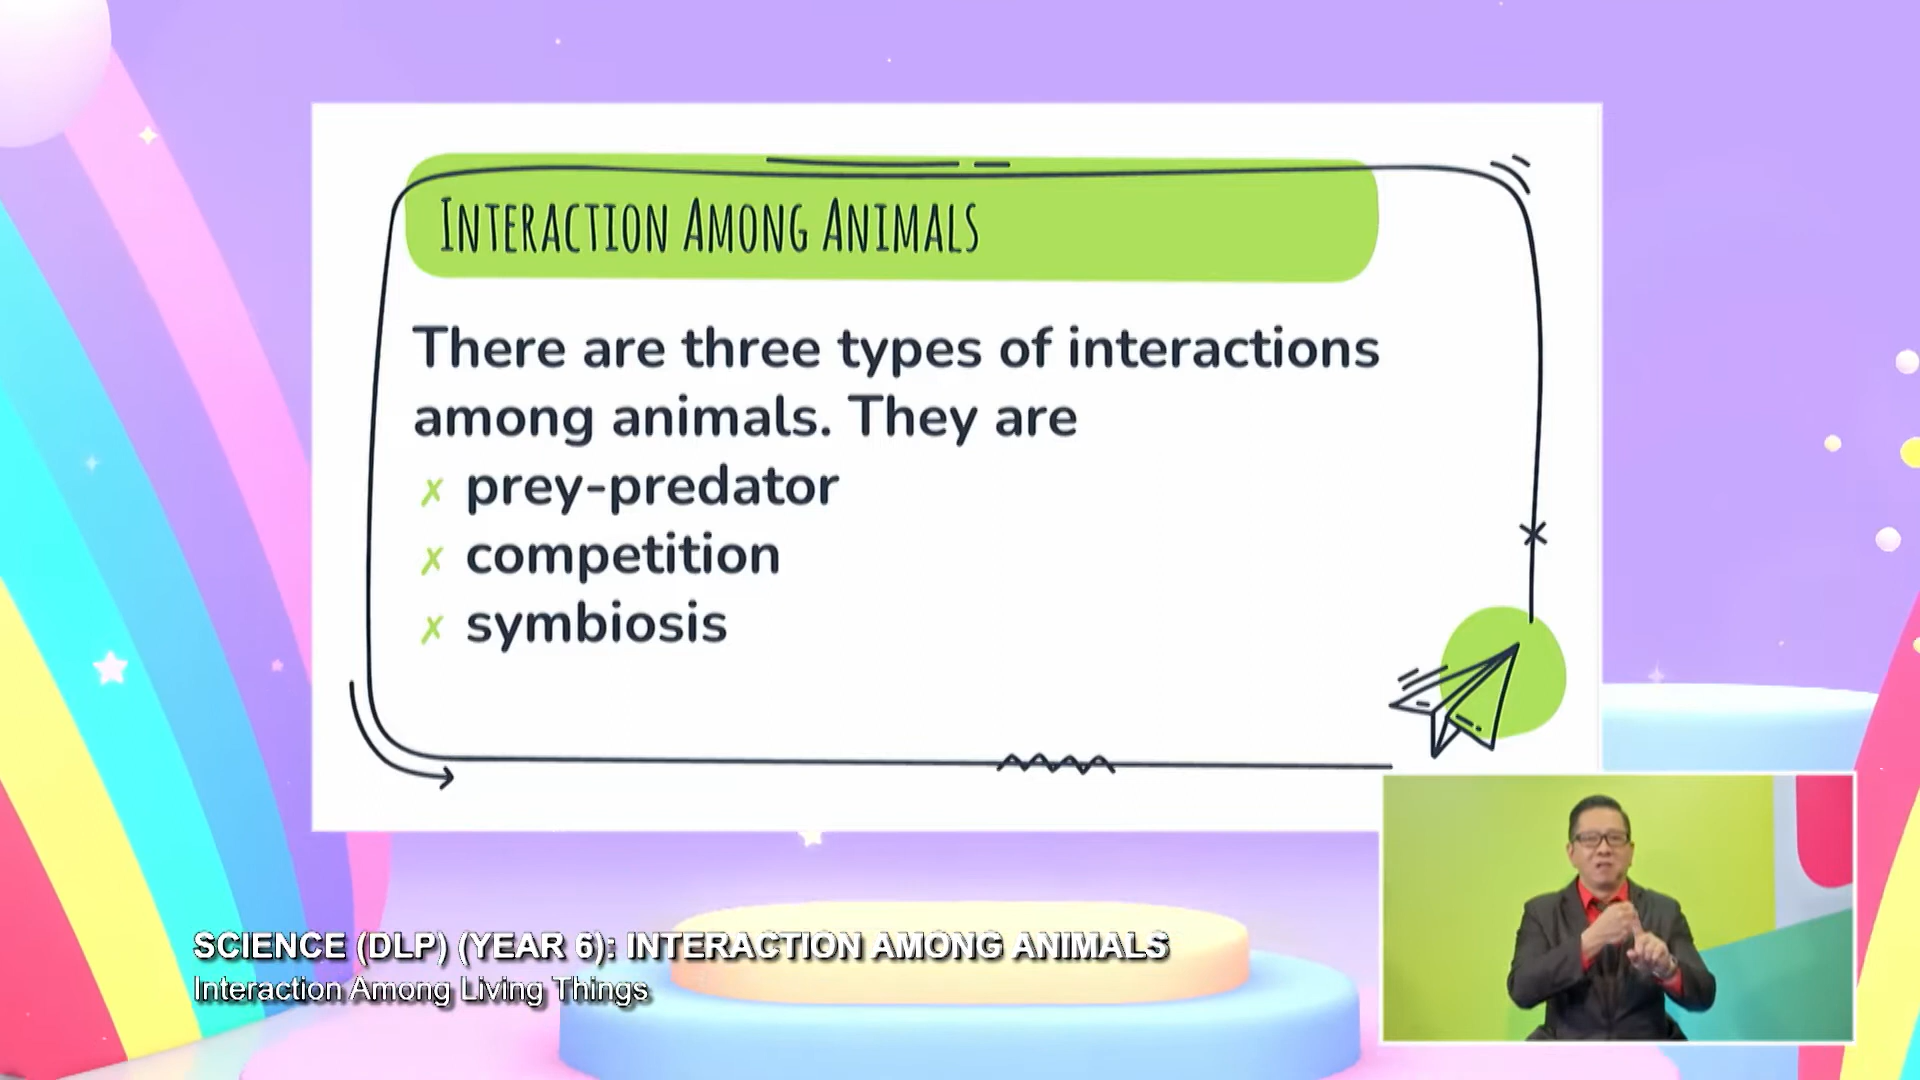 INTERACTION AMONG ANIMALS
There are three types of interactions
among animals. They are
✗ prey-predator
✗ competition
✗ symbiosis
SCIENCE (DLP) (YEAR 6): INTERACTION AMONG ANIMALS
Interaction Among Living Things